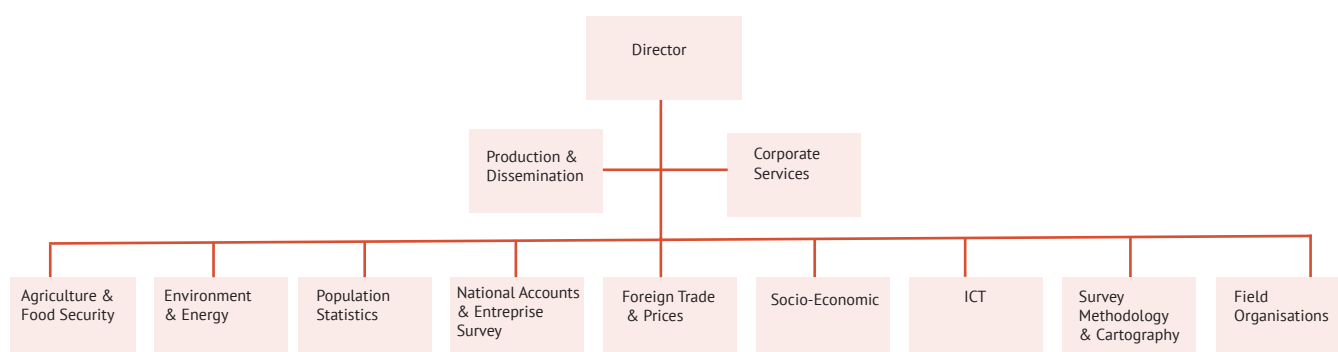 Director
Production &
Dissemination
Corporate
Services
Agriculture &
Food Security
Environment
& Energy
Population
Statistics
National Accounts
& Entreprise
Survey
Foreign Trade
& Prices
Socio-Economic
ICT
Survey
Methodology
& Cartography
Field
Organisations